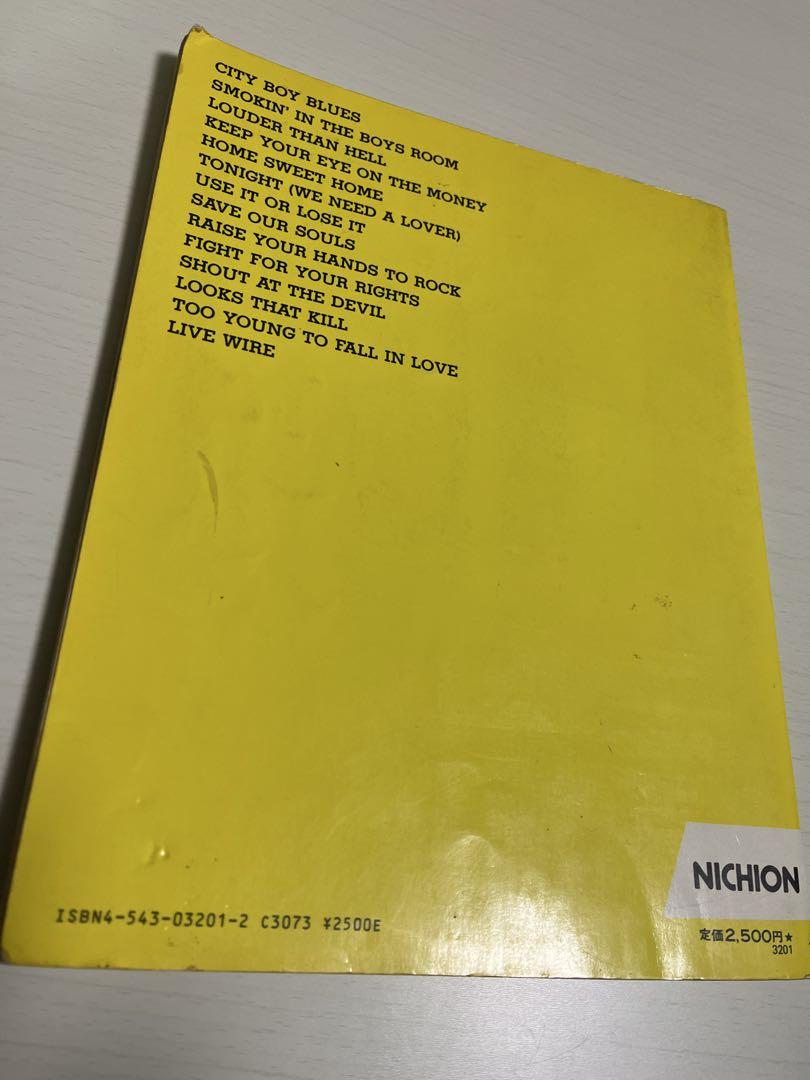 CITY BOY BLUES
SMOKIN' IN THE BOYS ROOM
LOUDER THAN HELL
KEEP YOUR EYE ON THE MONEY
HOME SWEET HOME
TONIGHT (WE NEED A LOVER)
USE IT OR LOSE IT
SAVE OUR SOULS
RAISE YOUR HANDS TO ROCK
FIGHT FOR YOUR RIGHTS
SHOUT AT THE DEVIL
LOOKS THAT KILL
TOO YOUNG TO FALL IN LOVE
LIVE WIRE
NICHION
ISBN4-543-03201-2 C3073 ¥2500E
定価2,500円★
3201